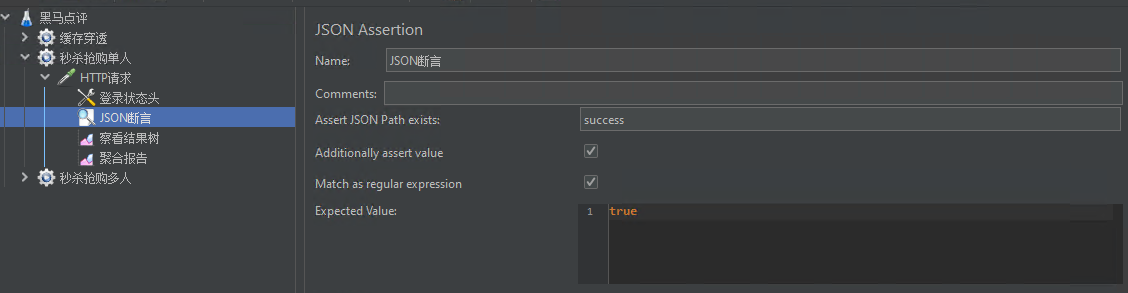 黑马点评
缓存穿透
秒杀抢购单人
HTTP请求
登录状态头
JSON断言
察看结果树
聚合报告
秒杀抢购多人
JSON Assertion
Name: JSON断言
Comments:
Assert JSON Path exists: success
Additionally assert value
Match as regular expression
Expected Value: 1 true